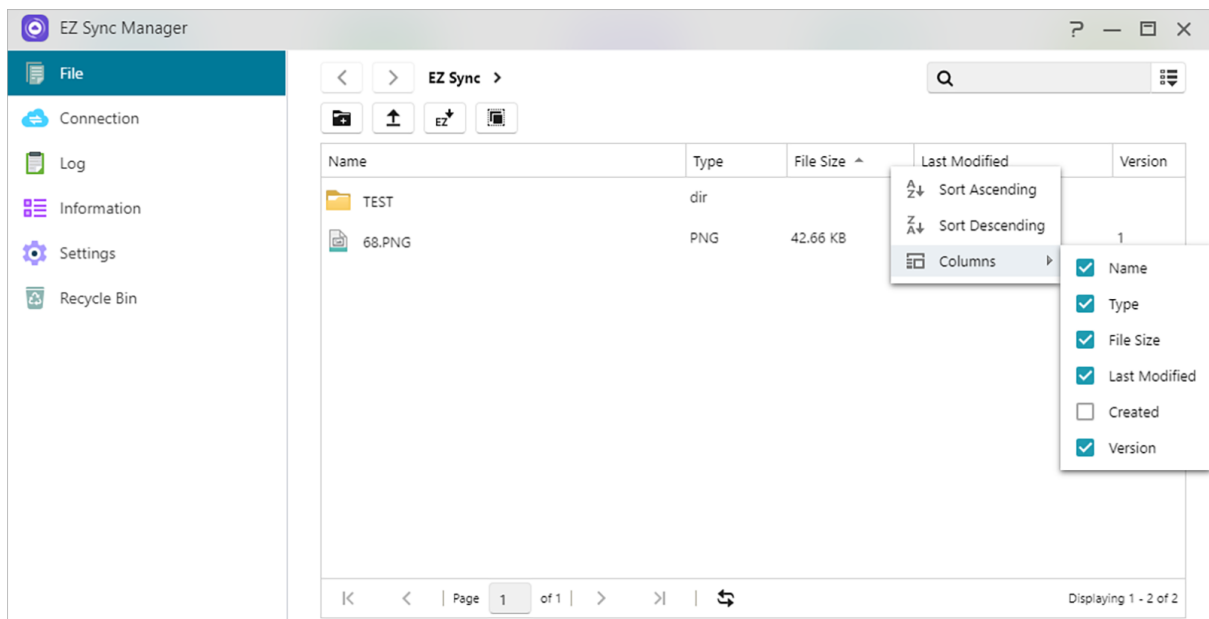 EZ Sync Manager
File
Connection
Log
Information
Settings
Recycle Bin
EZ Sync
EZ
Name Type File Size Last Modified Version
TEST dir
68.PNG PNG 42.66 KB 1
Sort Ascending
Sort Descending
Columns
Name
Type
File Size
Last Modified
Created
Version
Page 1 of 1
Displaying 1 - 2 of 2